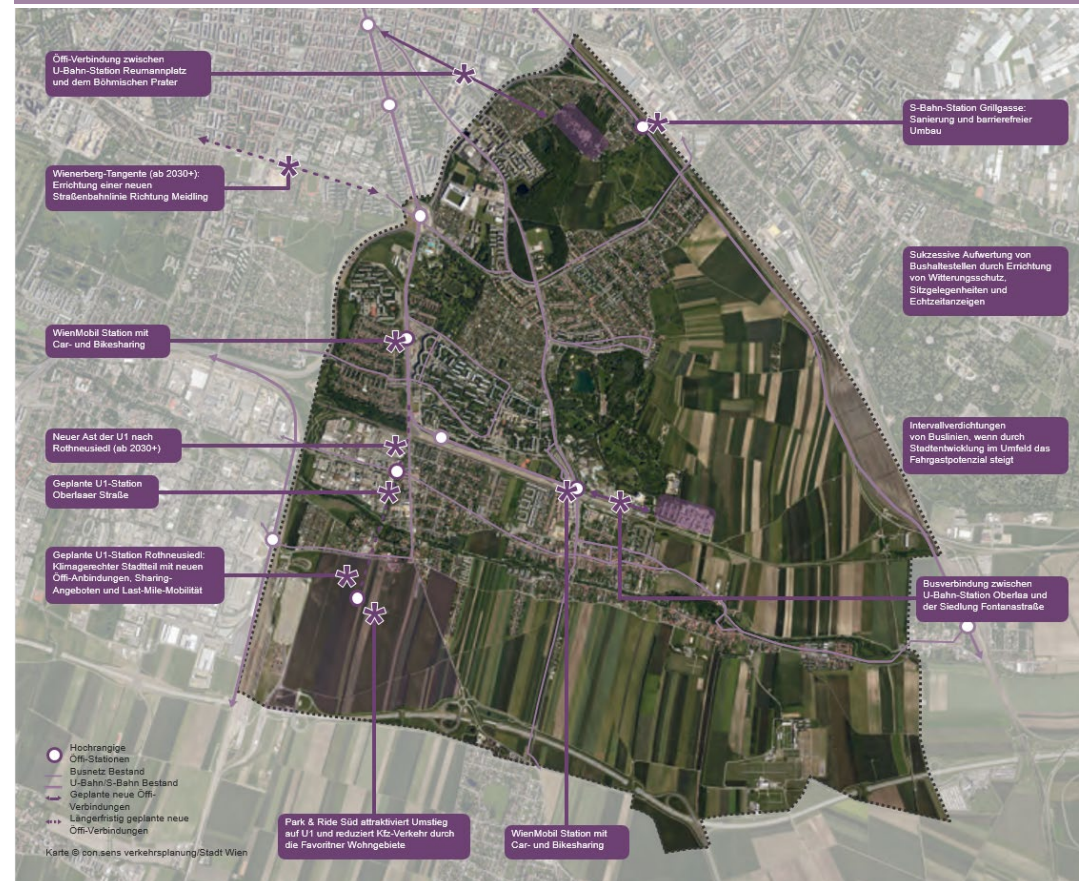 Öffi-Verbindung zwischen
U-Bahn-Station Reumannplatz
und dem Böhmischen Prater
S-Bahn-Station Grillgasse:
Sanierung und barrierefreier
Umbau
Wienerberg-Tangente (ab 2030+):
Errichtung einer neuen
Straßenbahnlinie Richtung Meidling
Sukzessive Aufwertung von
Bushaltestellen durch Errichtung
von Witterungsschutz,
Sitzgelegenheiten und
Echtzeitanzeigen
WienMobil Station mit
Car- und Bikesharing
Neuer Ast der U1 nach
Rothneusiedl (ab 2030+)
Intervallverdichtungen
von Buslinien, wenn durch
Stadtentwicklung im Umfeld das
Fahrgastpotenzial steigt
Geplante U1-Station
Oberlaaer Straße
Geplante U1-Station Rothneusiedl:
Klimagerechter Stadtteil mit neuen
Öffi-Anbindungen, Sharing-
Angeboten und Last-Mile-Mobilität
Busverbindung zwischen
U-Bahn-Station Oberlaa und
der Siedlung Fontanastraße
Hochrangige
Öffi-Stationen
Busnetz Bestand
U-Bahn/S-Bahn Bestand
Geplante neue Öffi-
Verbindungen
Längerfristig geplante neue
Öffi-Verbindungen
Karte © con.sens verkehrsplanung/Stadt Wien
Park & Ride Süd attraktiviert Umstieg
auf U1 und reduziert Kfz-Verkehr durch
die Favoritner Wohngebiete
WienMobil Station mit
Car- und Bikesharing